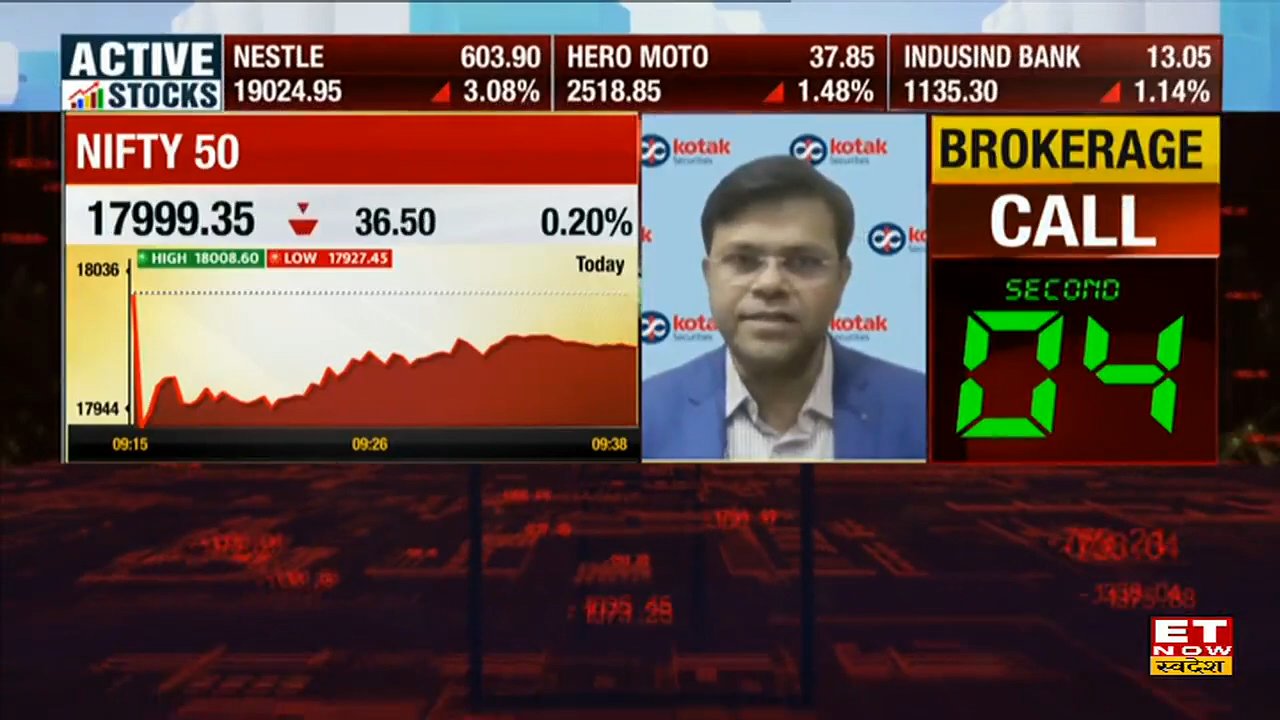 ACTIVE
STOCKS
NESTLE 603.90
19024.95 3.08%
HERO MOTO 37.85
2518.85 1.48%
INDUSIND BANK 13.05
1135.30 1.14%
NIFTY 50
17999.35 36.50 0.20%
HIGH 18008.60 LOW 17927.45
Today
18036
17944
09:15 09:26 09:38
kotak
Securities
kotak
Securities
kotak
Securities
BROKERAGE
CALL
SECOND
04
ET
NOW
स्वदेश